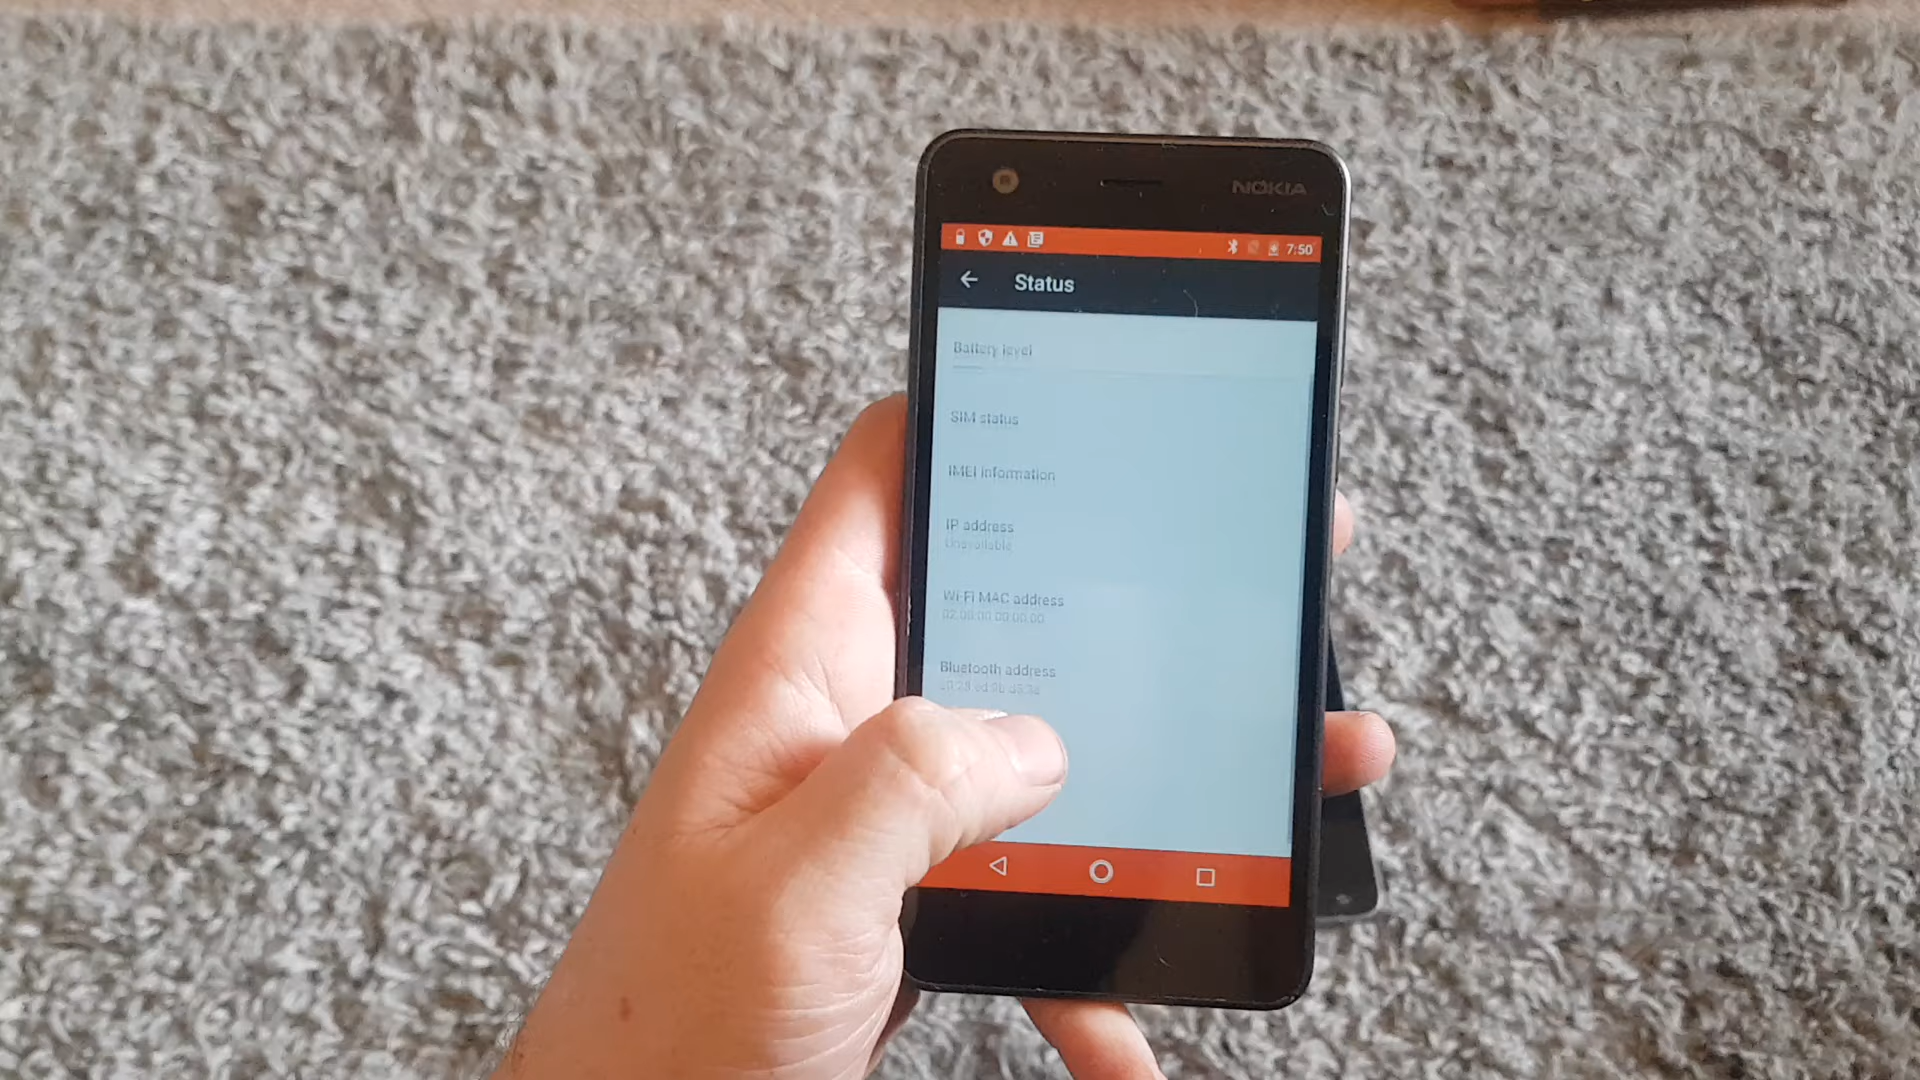 NOKIA
7:50
Status
Battery level
SIM status
IMEI information
IP address
Unavailable
Wi-Fi MAC address
02:00:00:00:00:00
Bluetooth address